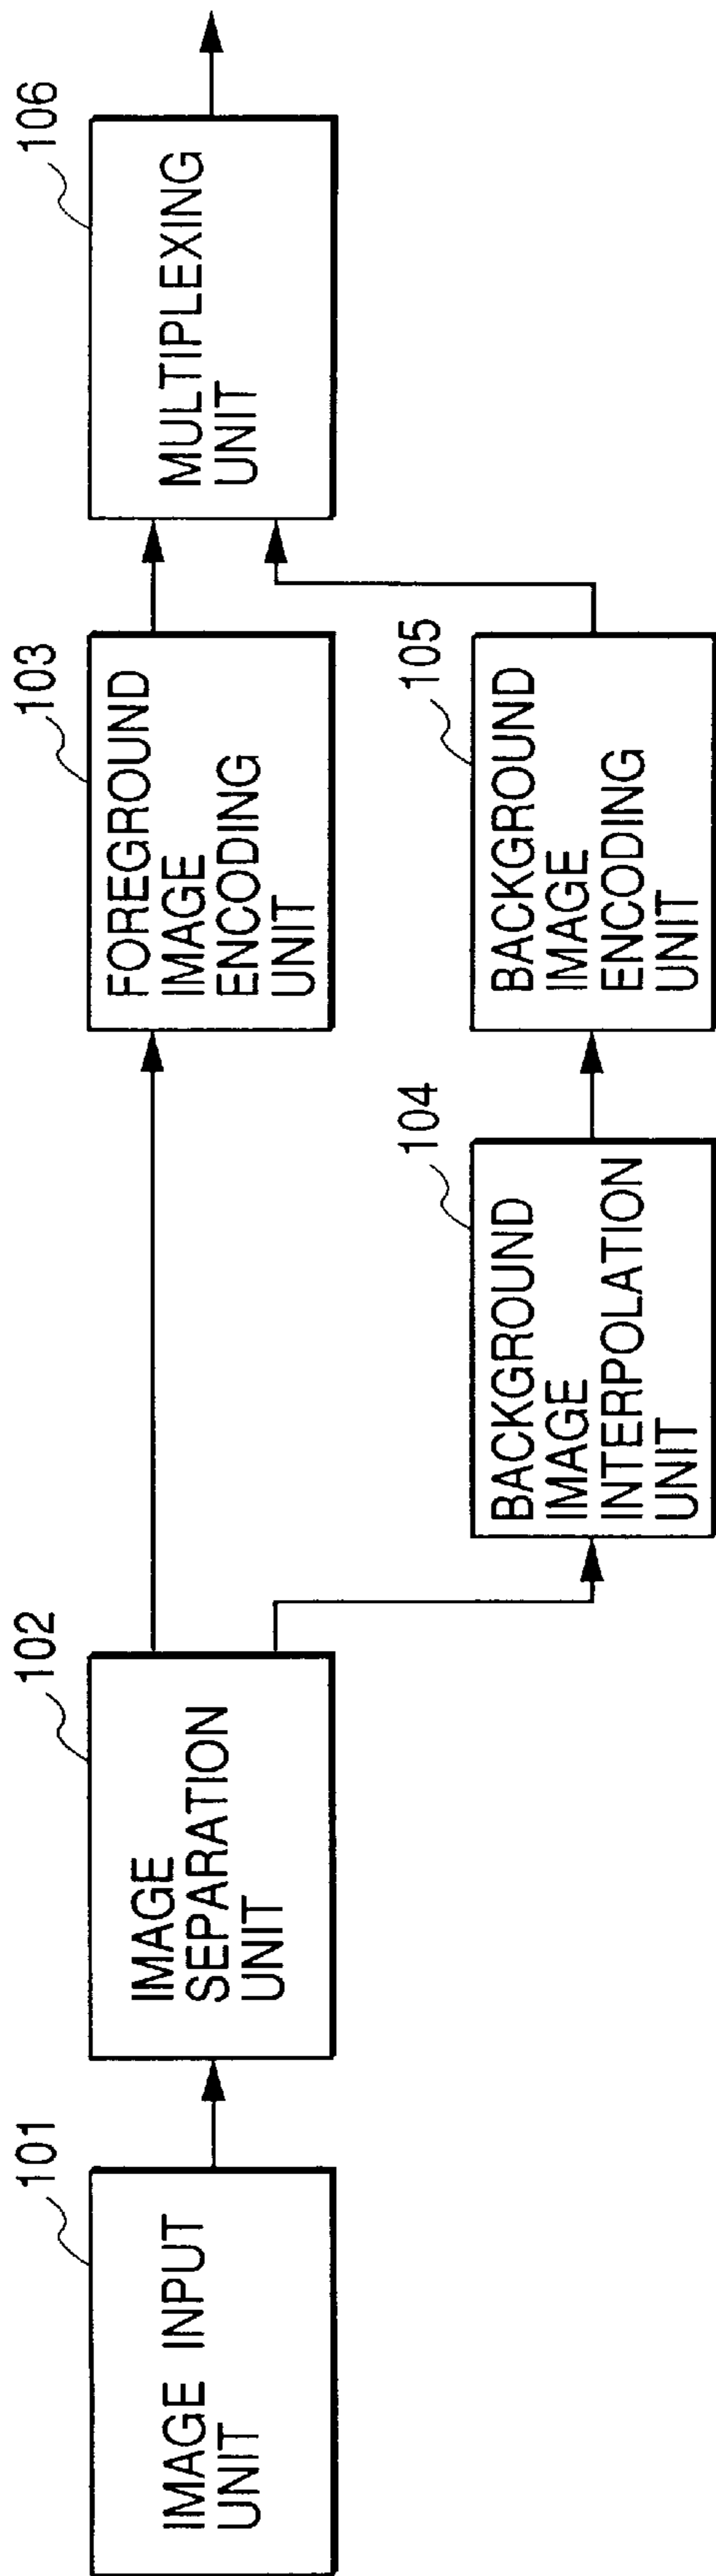 101
IMAGE INPUT
UNIT
102
IMAGE
SEPARATION
UNIT
103
FOREGROUND
IMAGE
ENCODING
UNIT
104
BACKGROUND
IMAGE
INTERPOLATION
UNIT
105
BACKGROUND
IMAGE
ENCODING
UNIT
106
MULTIPLEXING
UNIT